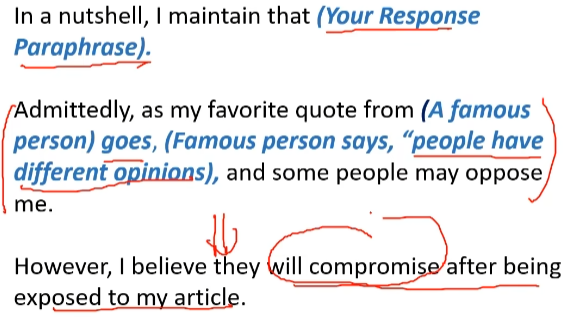 In a nutshell, I maintain that (Your Response
Paraphrase).
Admittedly, as my favorite quote from (A famous
person) goes, (Famous person says, “people have
different opinions), and some people may oppose
me.
However, I believe they will compromise after being
exposed to my article.